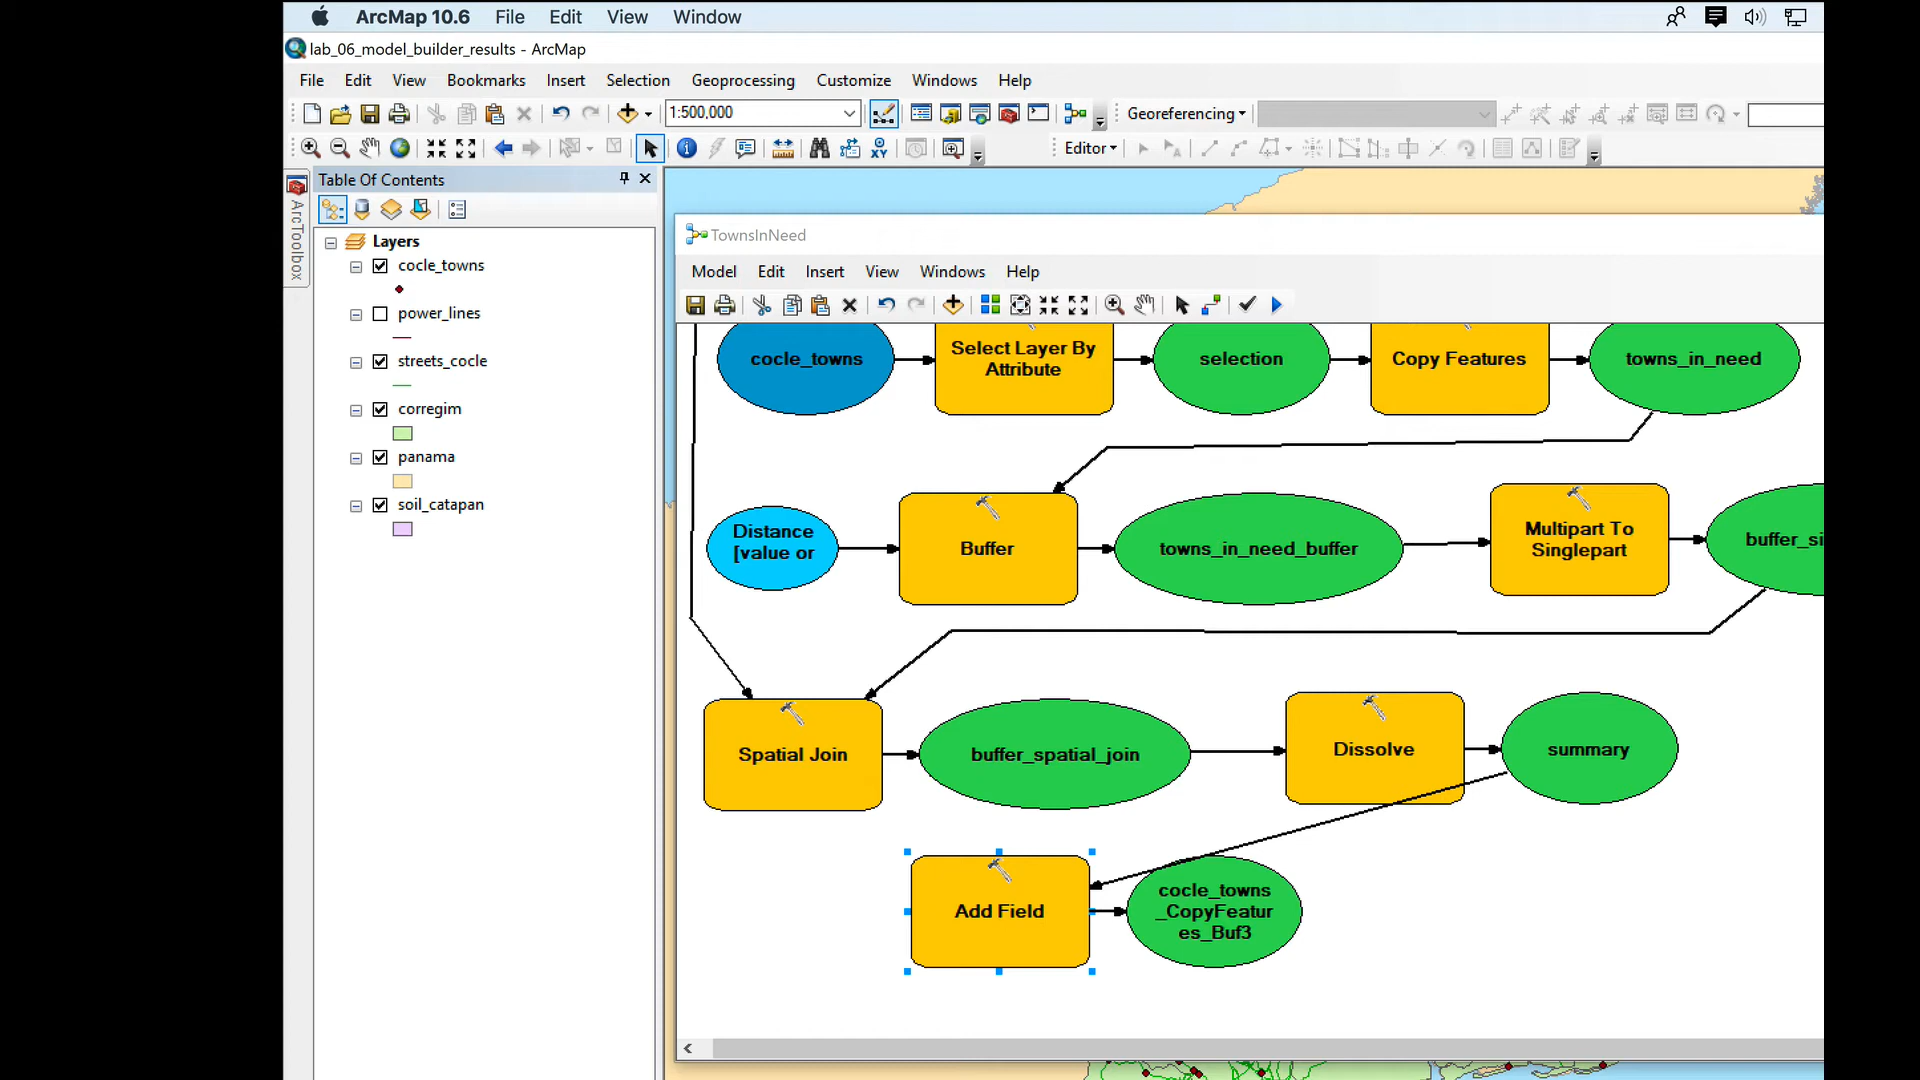 ArcMap 10.6 File Edit View Window
lab_06_model_builder_results - ArcMap
File Edit View Bookmarks Insert Selection Geoprocessing Customize Windows Help
1:500,000
Georeferencing
Editor
XY
ArcToolbox
Table Of Contents
Layers
cocle_towns
power_lines
streets_cocle
corregim
panama
soil_catapan
TownsInNeed
Model Edit Insert View Windows Help
cocle_towns
Select Layer By
Attribute
selection
Copy Features
towns_in_need
Distance
[value or
Buffer
towns_in_need_buffer
Multipart To
Singlepart
buffer_si
Spatial Join
buffer_spatial_join
Dissolve
summary
Add Field
cocle_towns
_CopyFeatur
es_Buf3